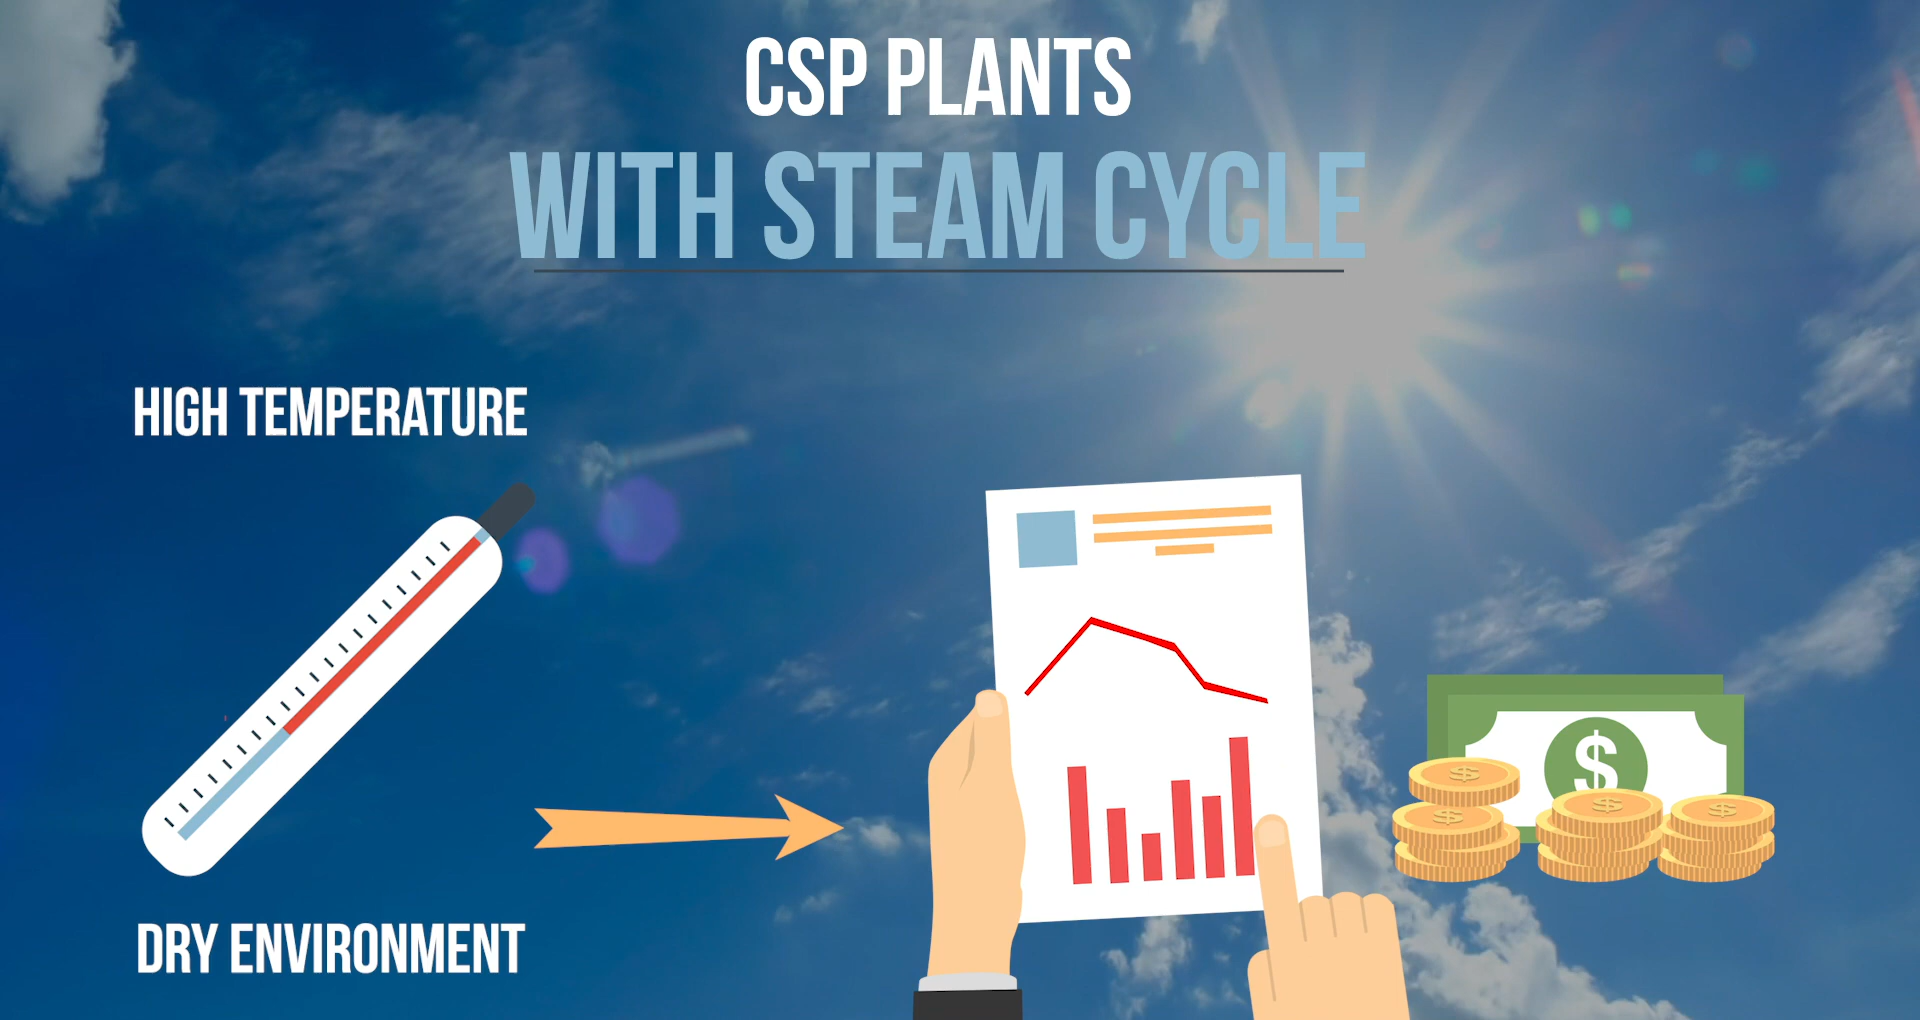 CSP PLANTS
WITH STEAM CYCLE
HIGH TEMPERATURE
DRY ENVIRONMENT
$
$
$
$
$